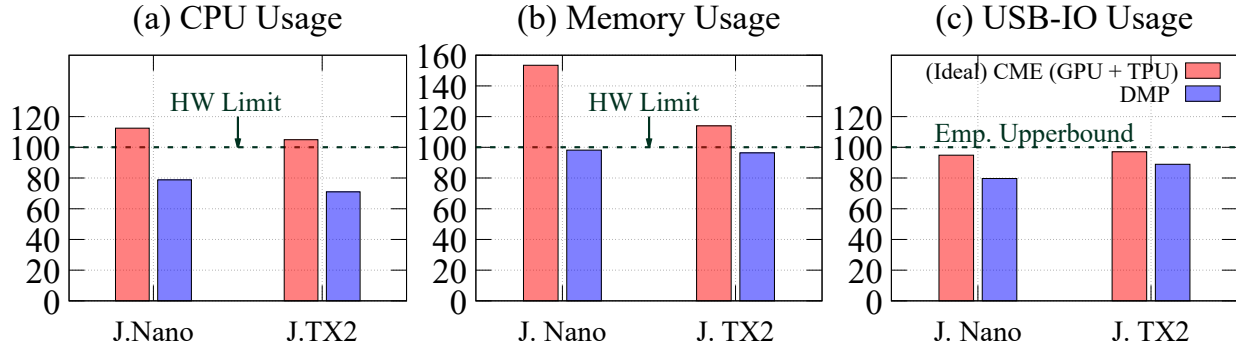 (a) CPU Usage
HW Limit
120
100
80
60
40
20
0
J.Nano
J.TX2
(b) Memory Usage
160
140
HW Limit
120
100
80
60
40
20
0
J. Nano
J. TX2
(c) USB-IO Usage
(Ideal) CME (GPU + TPU)
DMP
Emp. Upperbound
120
100
80
60
40
20
0
J. Nano
J. TX2